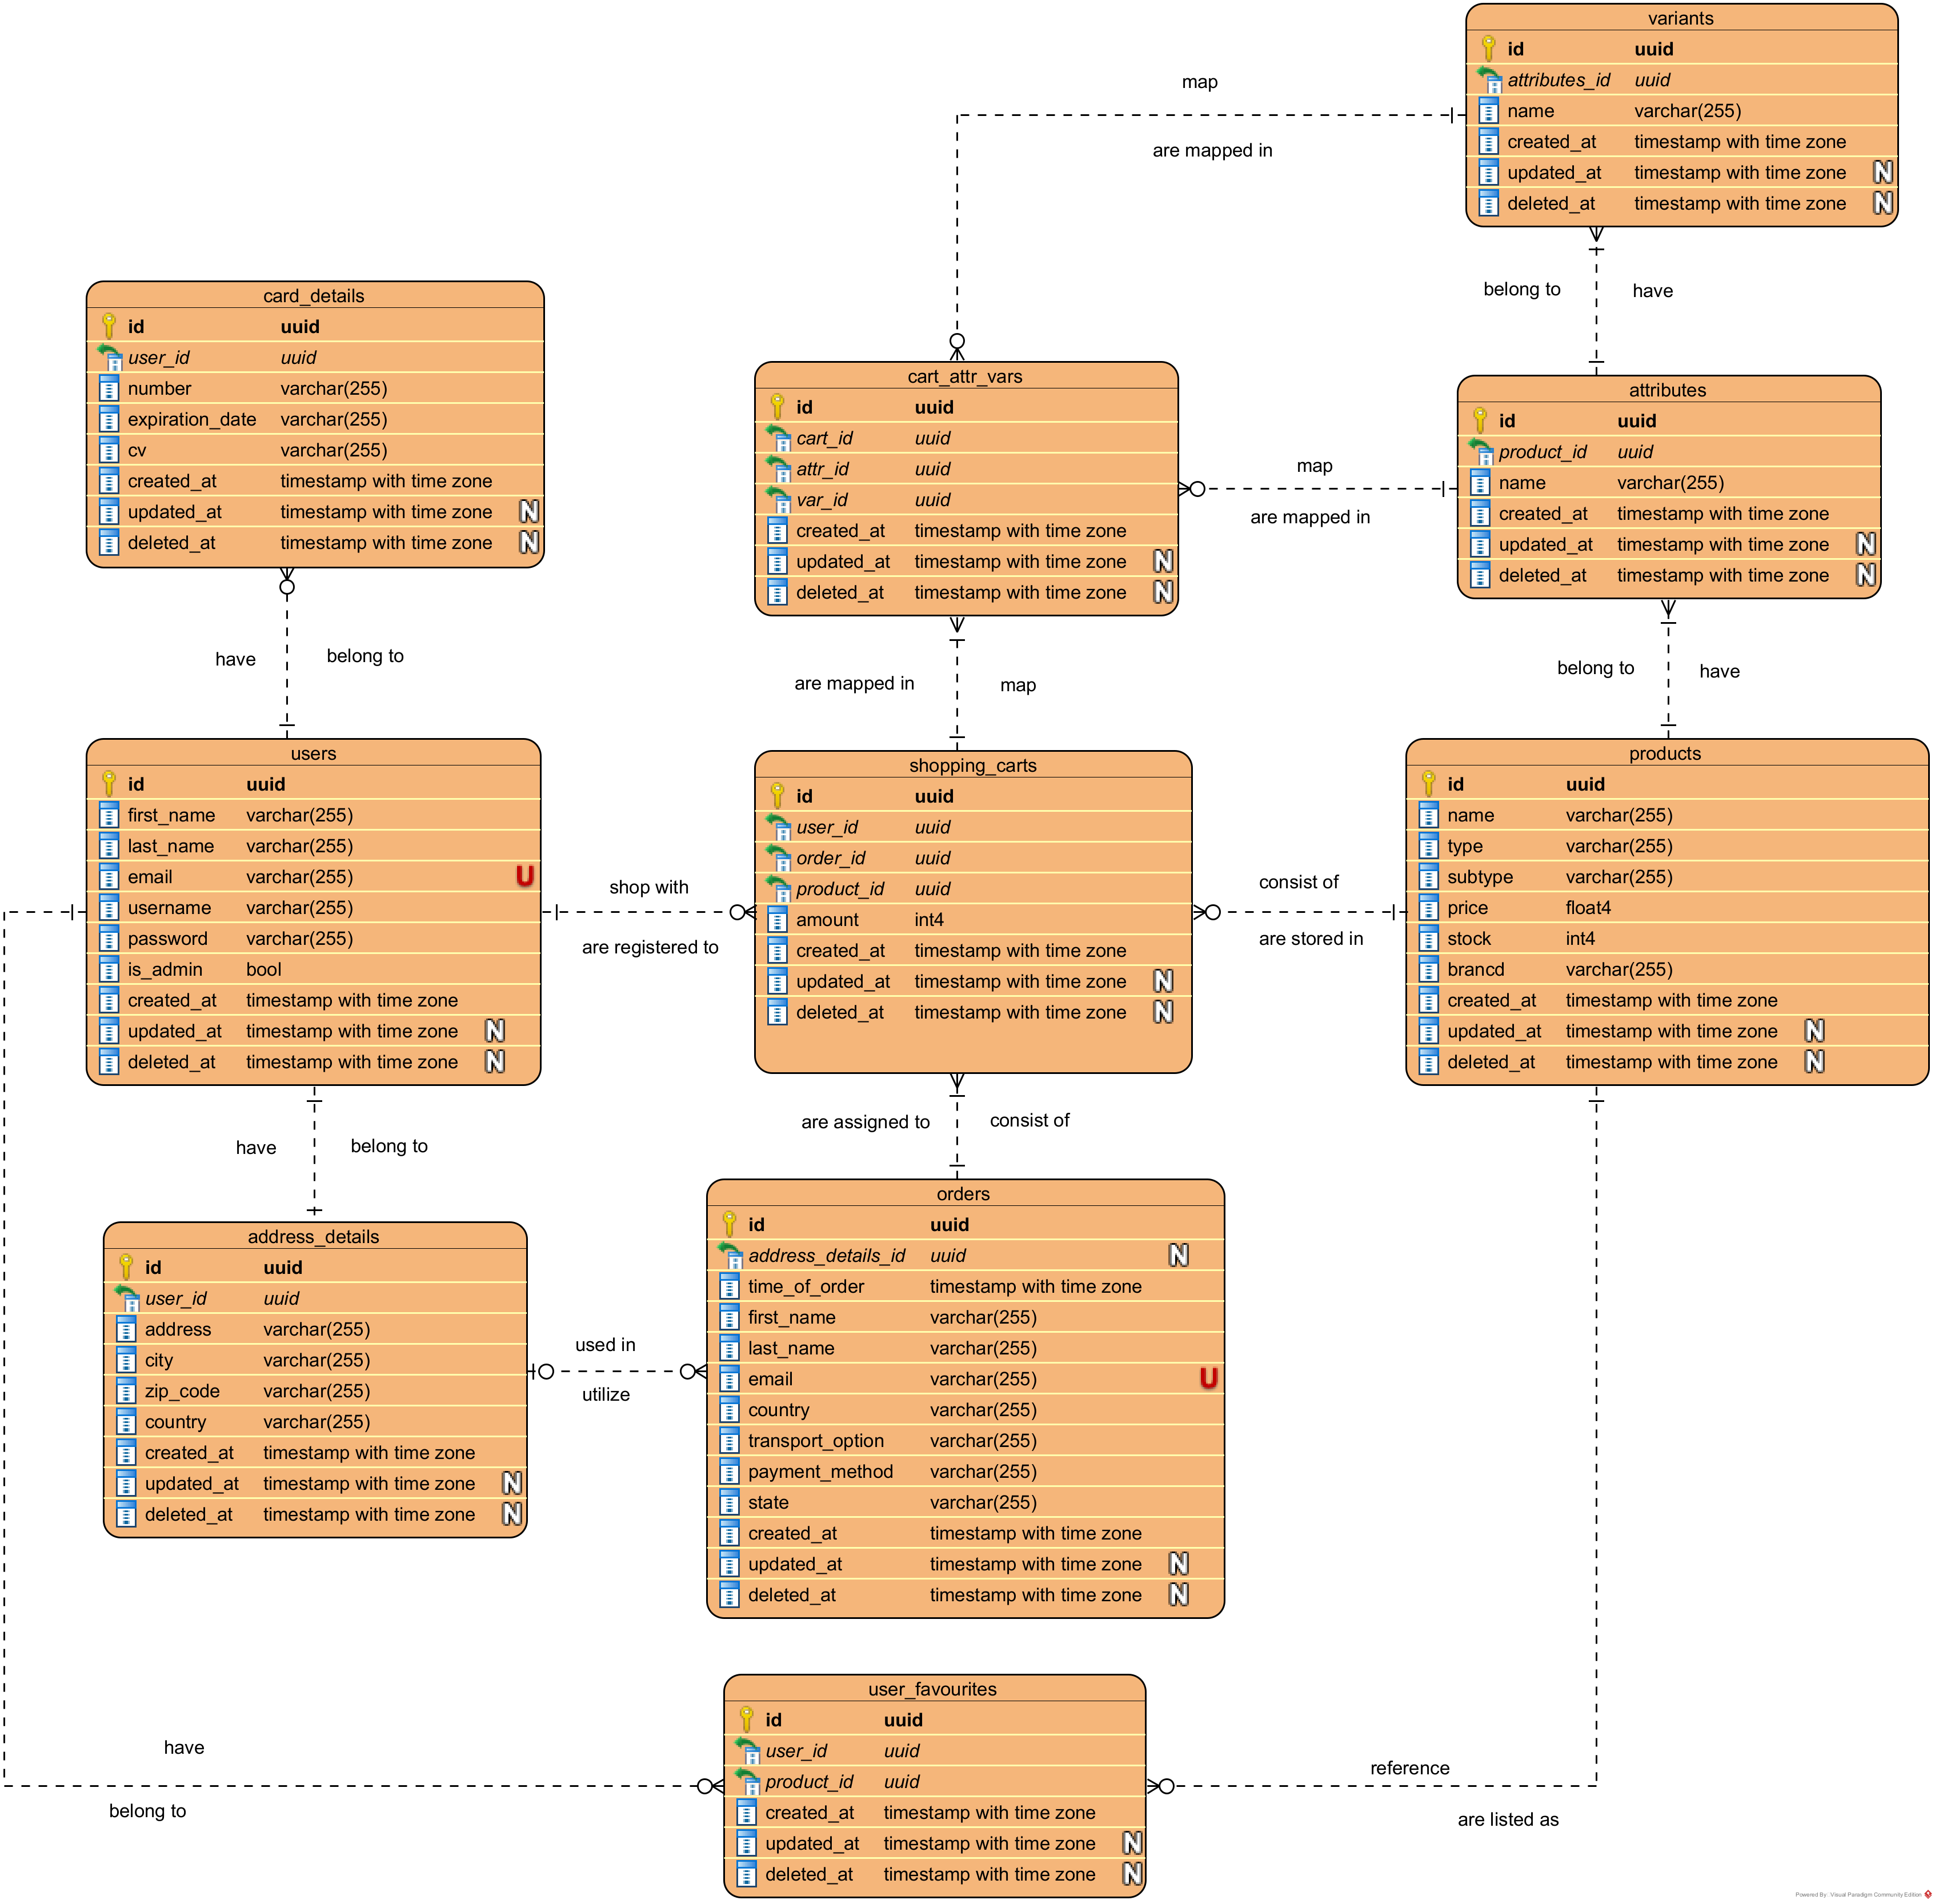 variants
id uuid
attributes_id uuid
name varchar(255)
created_at timestamp with time zone
updated_at timestamp with time zone N
deleted_at timestamp with time zone N
map
are mapped in
belong to
have
card_details
id uuid
user_id uuid
number varchar(255)
expiration_date varchar(255)
cv varchar(255)
created_at timestamp with time zone
updated_at timestamp with time zone N
deleted_at timestamp with time zone N
cart_attr_vars
id uuid
cart_id uuid
attr_id uuid
var_id uuid
created_at timestamp with time zone
updated_at timestamp with time zone N
deleted_at timestamp with time zone N
map
are mapped in
attributes
id uuid
product_id uuid
name varchar(255)
created_at timestamp with time zone
updated_at timestamp with time zone N
deleted_at timestamp with time zone N
have
belong to
are mapped in
map
belong to
have
users
id uuid
first_name varchar(255)
last_name varchar(255)
email varchar(255) U
username varchar(255)
password varchar(255)
is_admin bool
created_at timestamp with time zone
updated_at timestamp with time zone N
deleted_at timestamp with time zone N
shop with
are registered to
shopping_carts
id uuid
user_id uuid
order_id uuid
product_id uuid
amount int4
created_at timestamp with time zone
updated_at timestamp with time zone N
deleted_at timestamp with time zone N
consist of
are stored in
products
id uuid
name varchar(255)
type varchar(255)
subtype varchar(255)
price float4
stock int4
brancd varchar(255)
created_at timestamp with time zone
updated_at timestamp with time zone N
deleted_at timestamp with time zone N
have
belong to
are assigned to
consist of
address_details
id uuid
user_id uuid
address varchar(255)
city varchar(255)
zip_code varchar(255)
country varchar(255)
created_at timestamp with time zone
updated_at timestamp with time zone N
deleted_at timestamp with time zone N
used in
utilize
orders
id uuid
address_details_id uuid N
time_of_order timestamp with time zone
first_name varchar(255)
last_name varchar(255)
email varchar(255) U
country varchar(255)
transport_option varchar(255)
payment_method varchar(255)
state varchar(255)
created_at timestamp with time zone
updated_at timestamp with time zone N
deleted_at timestamp with time zone N
have
belong to
user_favourites
id uuid
user_id uuid
product_id uuid
created_at timestamp with time zone
updated_at timestamp with time zone N
deleted_at timestamp with time zone N
reference
are listed as
Powered By: Visual Paradigm Community Edition